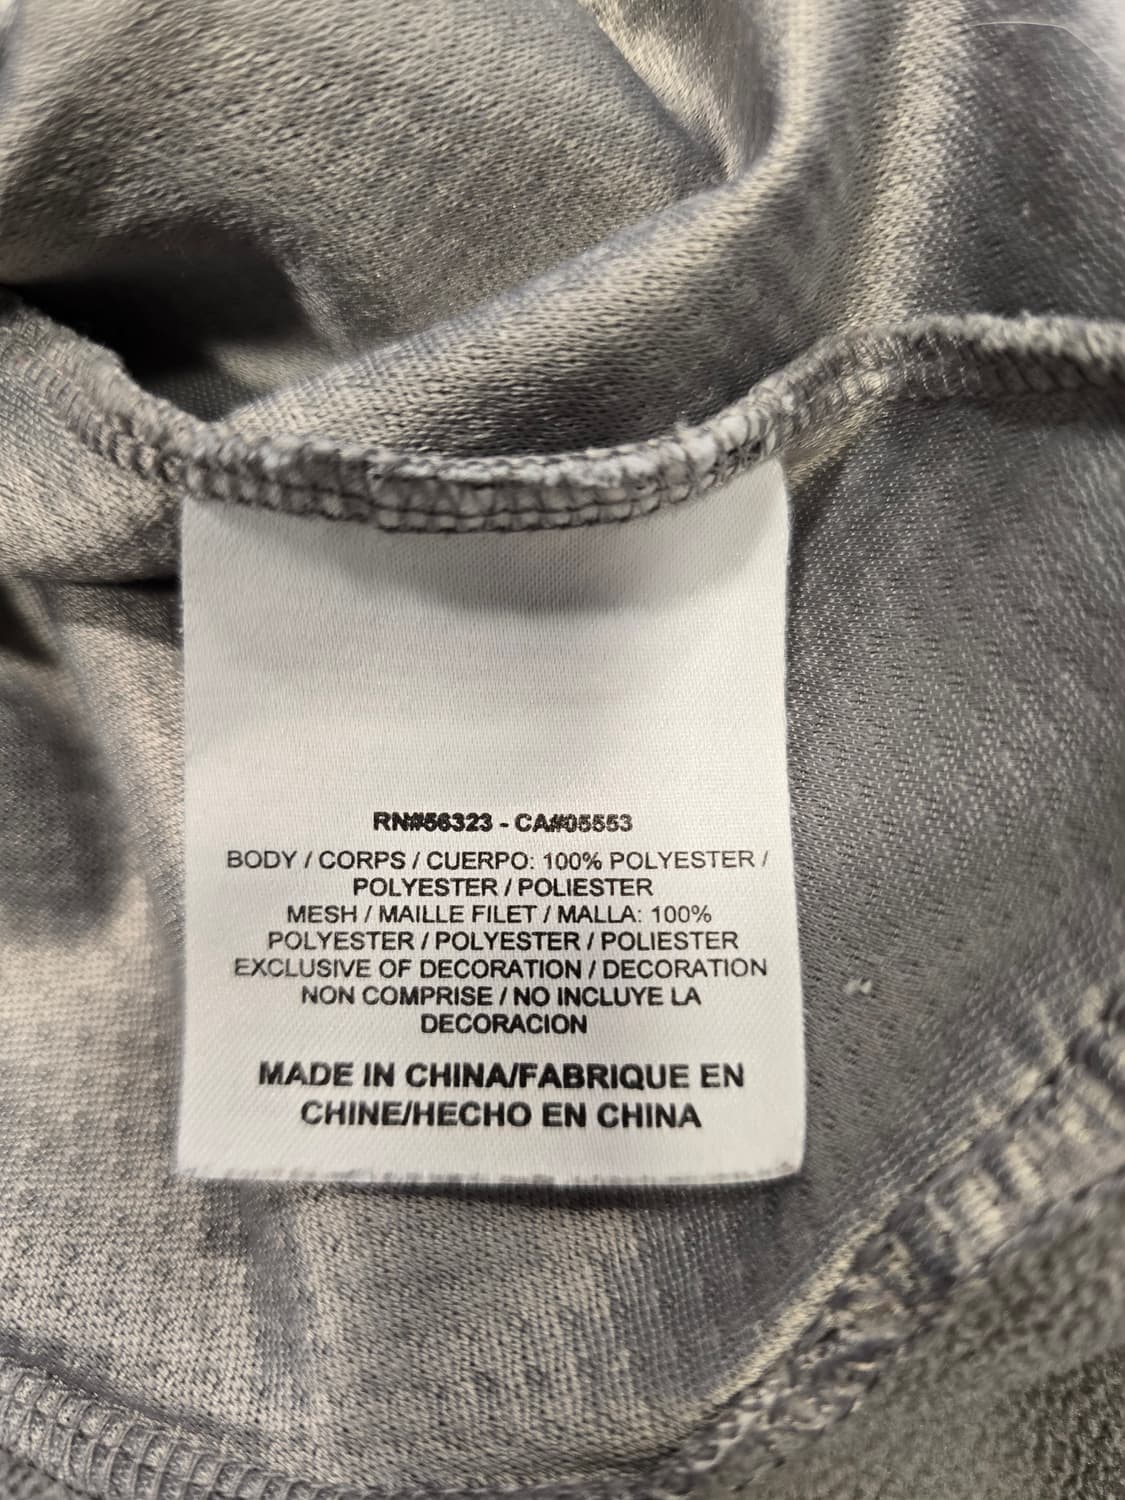 RN#56323 - CA#05553
BODY / CORPS / CUERPO: 100% POLYESTER /
POLYESTER / POLIESTER
MESH / MAILLE FILET / MALLA: 100%
POLYESTER / POLYESTER / POLIESTER
EXCLUSIVE OF DECORATION / DECORATION
NON COMPRISE / NO INCLUYE LA
DECORACION
MADE IN CHINA/FABRIQUE EN
CHINE/HECHO EN CHINA